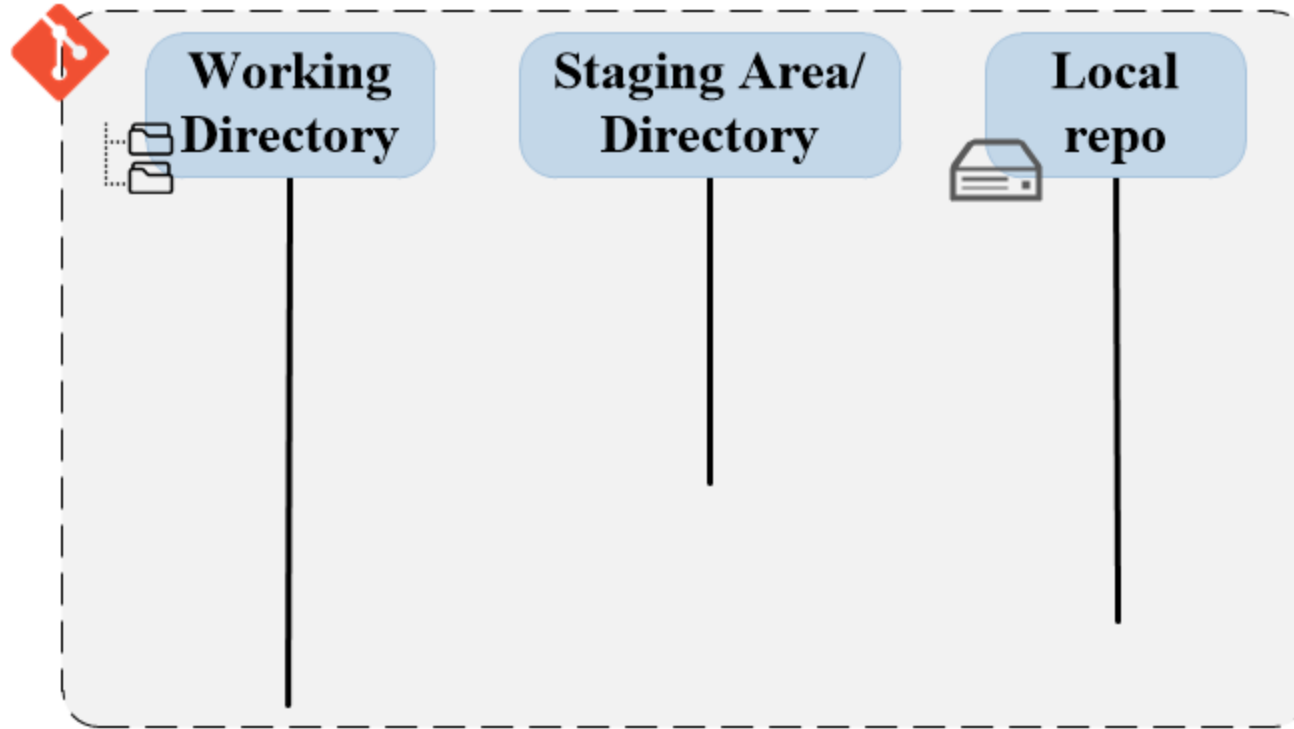 Working
Directory
Staging Area/
Directory
Local
repo